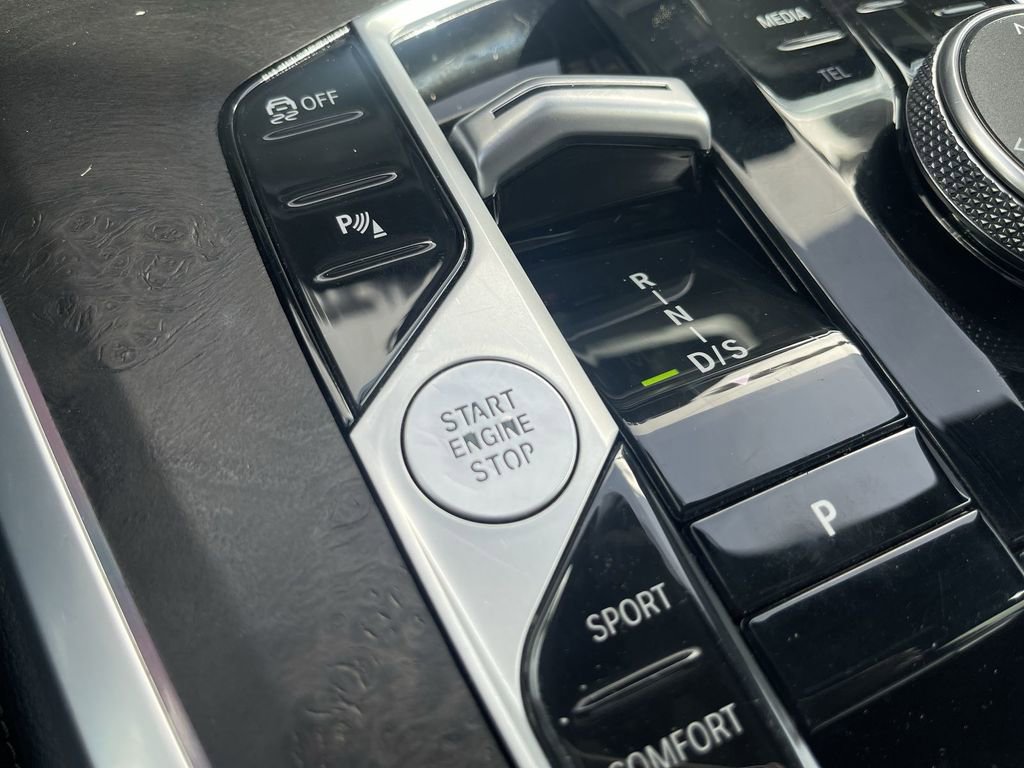 OFF
MEDIA
TEL
P
R
N
D/S
START
ENGINE
STOP
P
SPORT
COMFORT